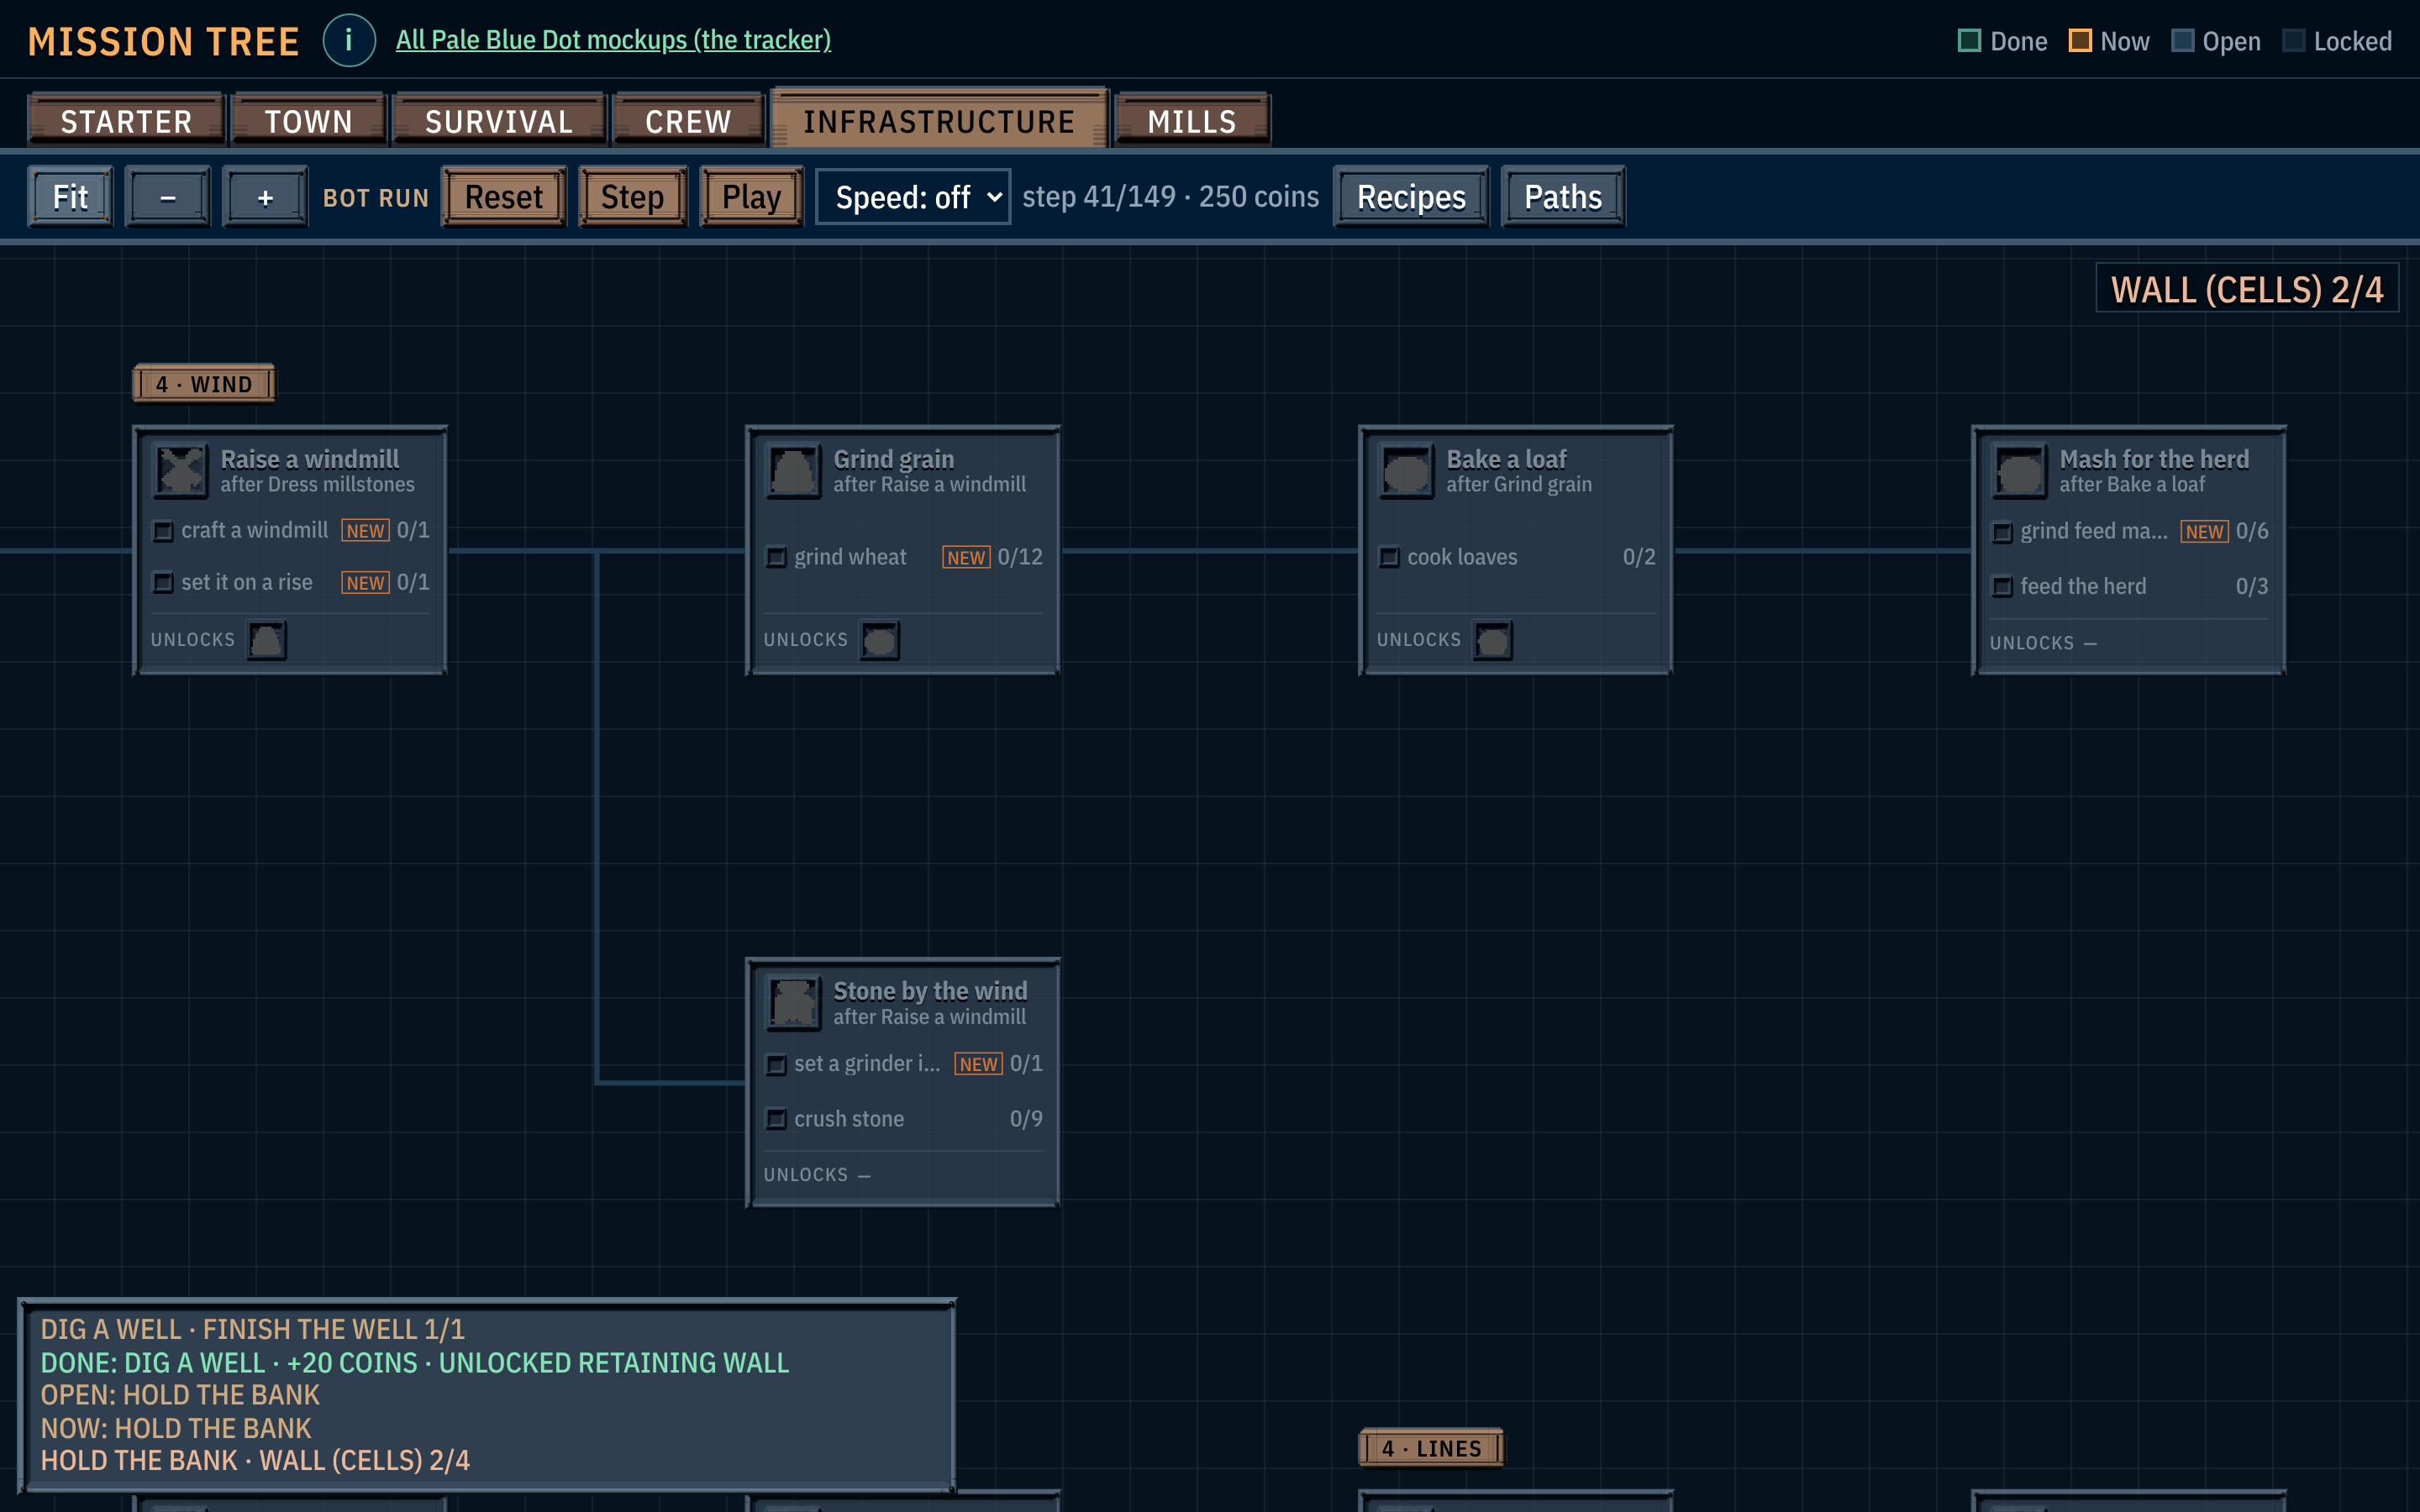 MISSION TREE
i
All Pale Blue Dot mockups (the tracker)
Done
Now
Open
Locked
STARTER
TOWN
SURVIVAL
CREW
INFRASTRUCTURE
MILLS
Fit
–
+
BOT RUN
Reset
Step
Play
Speed: off
step 41/149 · 250 coins
Recipes
Paths
WALL (CELLS) 2/4
4 · WIND
Raise a windmill
after Dress millstones
craft a windmill NEW 0/1
set it on a rise NEW 0/1
UNLOCKS
Grind grain
after Raise a windmill
grind wheat NEW 0/12
UNLOCKS
Bake a loaf
after Grind grain
cook loaves 0/2
UNLOCKS
Mash for the herd
after Bake a loaf
grind feed ma... NEW 0/6
feed the herd 0/3
UNLOCKS –
Stone by the wind
after Raise a windmill
set a grinder i... NEW 0/1
crush stone 0/9
UNLOCKS –
DIG A WELL · FINISH THE WELL 1/1
DONE: DIG A WELL · +20 COINS · UNLOCKED RETAINING WALL
OPEN: HOLD THE BANK
NOW: HOLD THE BANK
HOLD THE BANK · WALL (CELLS) 2/4
4 · LINES